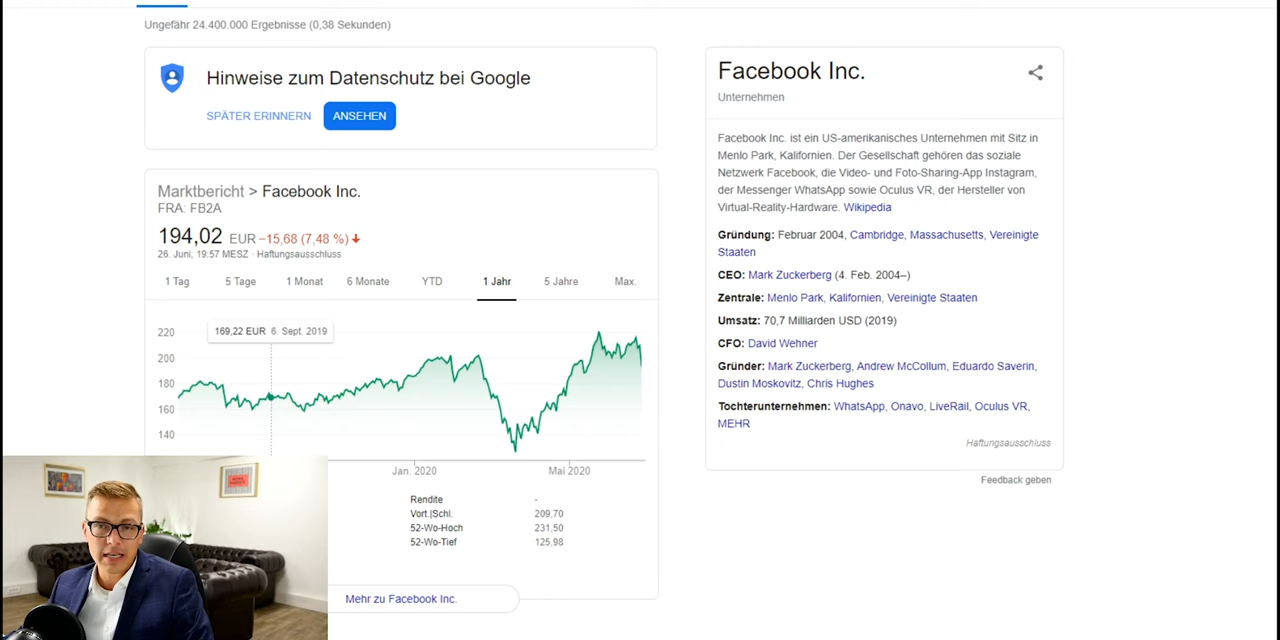 Ungefähr 24.400.000 Ergebnisse (0,38 Sekunden)
Hinweise zum Datenschutz bei Google
SPÄTER ERINNERN ANSEHEN
Marktbericht > Facebook Inc.
FRA: FB2A
194,02 EUR −15,68 (7,48 %)
26. Juni, 19:57 MESZ · Haftungsausschluss
1 Tag 5 Tage 1 Monat 6 Monate YTD 1 Jahr 5 Jahre Max.
169,22 EUR 6. Sept. 2019
220
200
180
160
140
Jan. 2020 Mai 2020
Rendite -
Vort.|Schl. 209,70
52-Wo-Hoch 231,50
52-Wo-Tief 125,98
Mehr zu Facebook Inc.
Facebook Inc.
Unternehmen
Facebook Inc. ist ein US-amerikanisches Unternehmen mit Sitz in
Menlo Park, Kalifornien. Der Gesellschaft gehören das soziale
Netzwerk Facebook, die Video- und Foto-Sharing-App Instagram,
der Messenger WhatsApp sowie Oculus VR, der Hersteller von
Virtual-Reality-Hardware. Wikipedia
Gründung: Februar 2004, Cambridge, Massachusetts, Vereinigte
Staaten
CEO: Mark Zuckerberg (4. Feb. 2004–)
Zentrale: Menlo Park, Kalifornien, Vereinigte Staaten
Umsatz: 70,7 Milliarden USD (2019)
CFO: David Wehner
Gründer: Mark Zuckerberg, Andrew McCollum, Eduardo Saverin,
Dustin Moskovitz, Chris Hughes
Tochterunternehmen: WhatsApp, Onavo, LiveRail, Oculus VR,
MEHR
Haftungsausschluss
Feedback geben